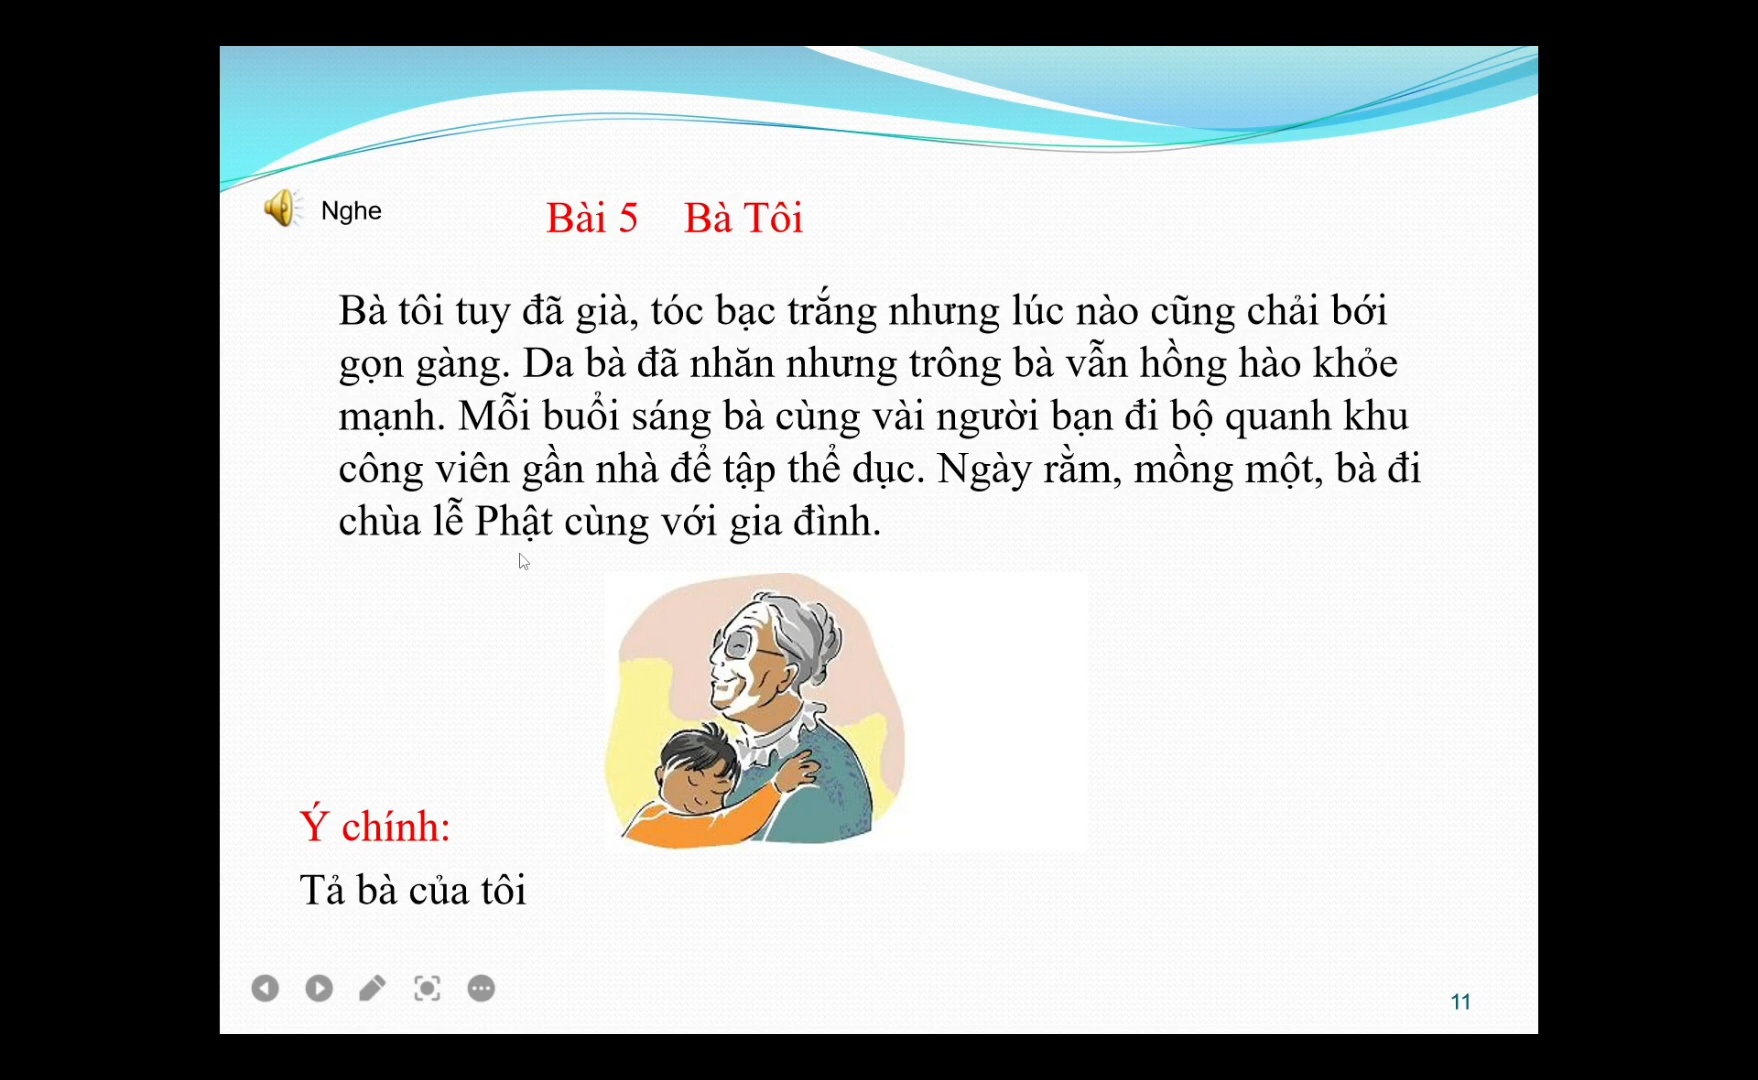 Nghe
Bài 5 Bà Tôi
Bà tôi tuy đã già, tóc bạc trắng nhưng lúc nào cũng chải bới
gọn gàng. Da bà đã nhăn nhưng trông bà vẫn hồng hào khỏe
mạnh. Mỗi buổi sáng bà cùng vài người bạn đi bộ quanh khu
công viên gần nhà để tập thể dục. Ngày rằm, mồng một, bà đi
chùa lễ Phật cùng với gia đình.
Ý chính:
Tả bà của tôi
11